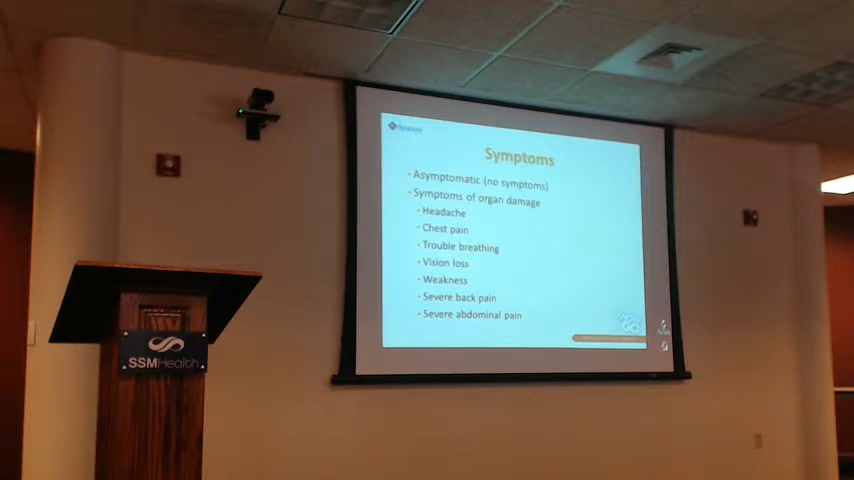 Symptoms
• Asymptomatic (no symptoms)
• Symptoms of organ damage
• Headache
• Chest pain
• Trouble breathing
• Vision loss
• Weakness
• Severe back pain
• Severe abdominal pain
SSMHealth